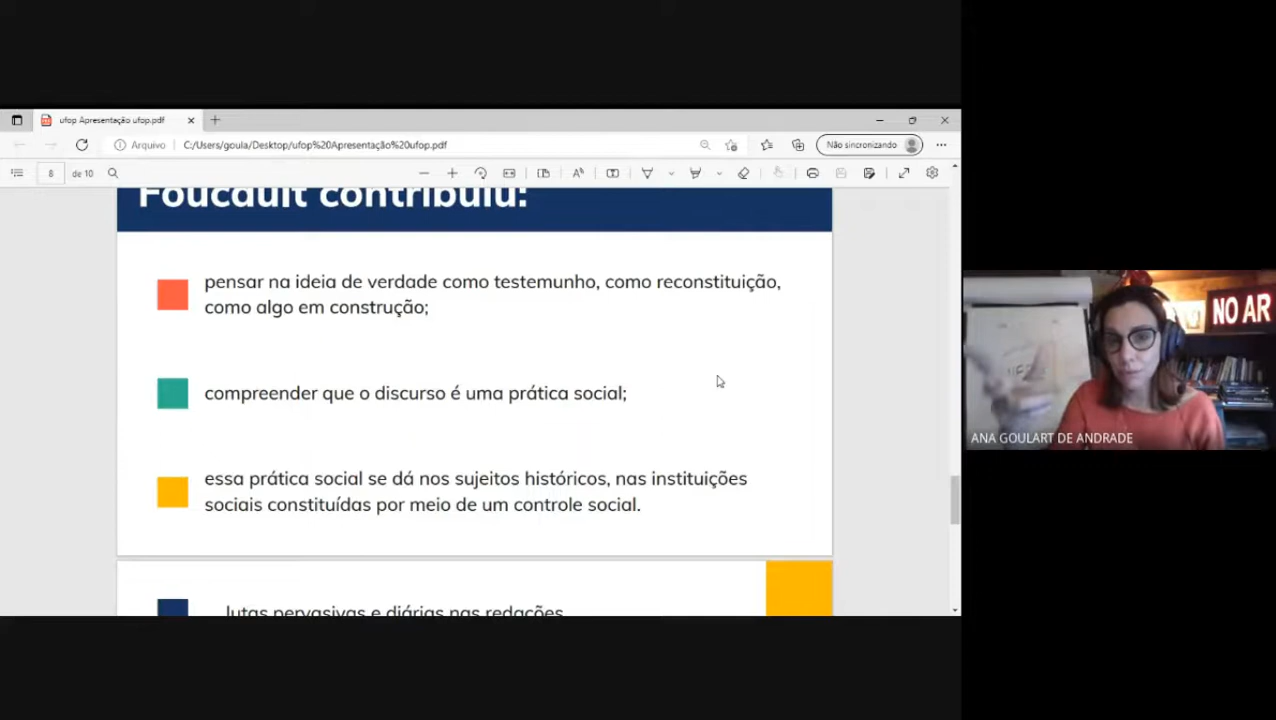 ufop Apresentação ufop.pdf
Arquivo
C:/Users/goula/Desktop/ufop%20Apresentação%20ufop.pdf
Não sincronizando
8 de 10
Foucault contribuiu:
pensar na ideia de verdade como testemunho, como reconstituição,
como algo em construção;
compreender que o discurso é uma prática social;
essa prática social se dá nos sujeitos históricos, nas instituições
sociais constituídas por meio de um controle social.
lutas pervasivas e diárias nas redações
NO AR
ANA GOULART DE ANDRADE